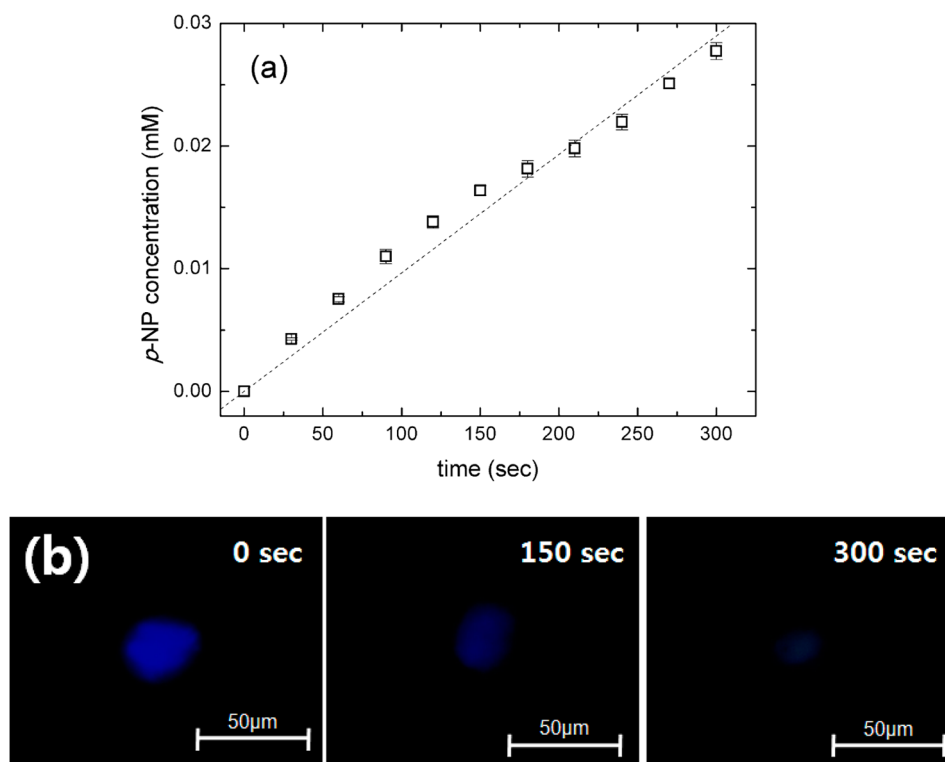 (a)
0.03
0.02
0.01
0.00
p-NP concentration (mM)
0 50 100 150 200 250 300
time (sec)
(b)
0 sec
150 sec
300 sec
50μm
50μm
50μm